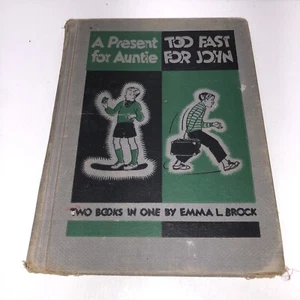 A Present
for Auntie
TOO FAST
FOR JOHN
TWO BOOKS IN ONE BY EMMA L. BROCK